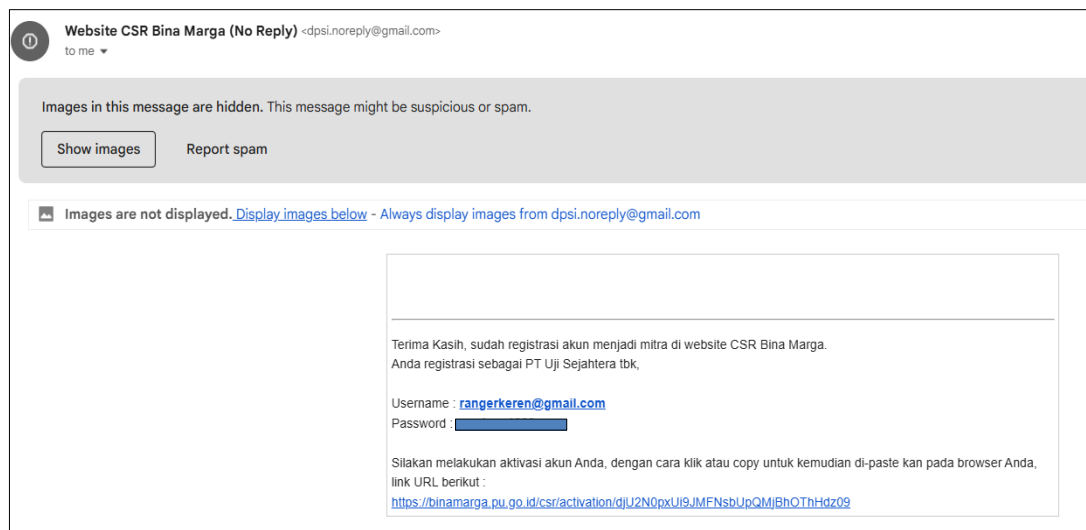 Website CSR Bina Marga (No Reply) <dpsi.noreply@gmail.com>
to me
Images in this message are hidden. This message might be suspicious or spam.
Show images Report spam
Images are not displayed. Display images below - Always display images from dpsi.noreply@gmail.com
Terima Kasih, sudah registrasi akun menjadi mitra di website CSR Bina Marga.
Anda registrasi sebagai PT Uji Sejahtera tbk,
Username : rangerkeren@gmail.com
Password :
Silakan melakukan aktivasi akun Anda, dengan cara klik atau copy untuk kemudian di-paste kan pada browser Anda,
link URL berikut :
https://binamarga.pu.go.id/csr/activation/djU2N0pxUi9JMFNsbUpQMjBhOThHdz09